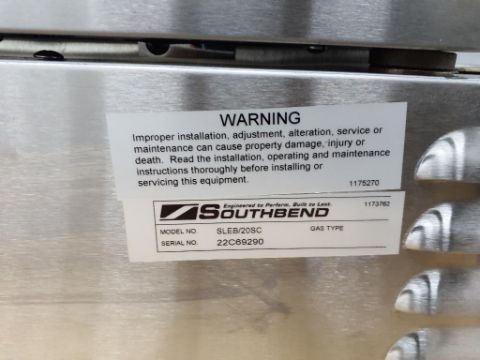 WARNING
Improper installation, adjustment, alteration, service or
maintenance can cause property damage, injury or
death. Read the installation, operating and maintenance
instructions thoroughly before installing or
servicing this equipment.
1175270
Engineered to Perform. Built to Last.
1173762
SOUTHBEND
MODEL NO. SLEB/20SC GAS TYPE
SERIAL NO. 22C69290